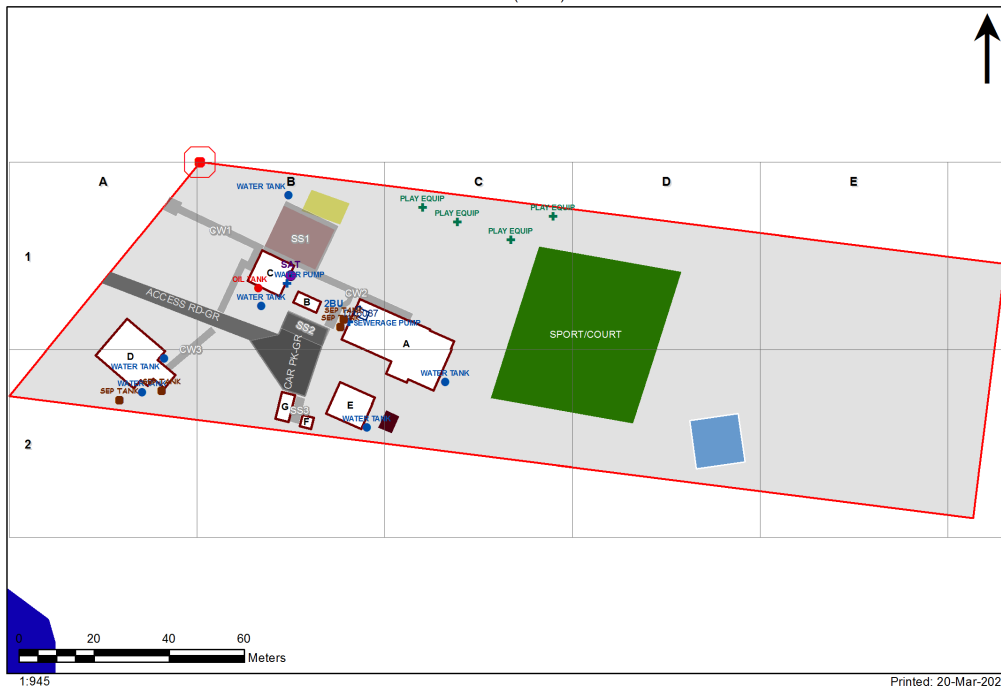 A
B
C
D
E
WATER TANK
PLAY EQUIP
PLAY EQUIP
PLAY EQUIP
PLAY EQUIP
CW1
SS1
1
SAT
C
WATER PUMP
OIL TANK
WATER TANK
B
CW2
2BU
SEP TANK
SEP TANK
SEWERAGE PUMP
ACCESS RD-GR
SS2
SPORT/COURT
A
CW3
CAR PK-GR
D
WATER TANK
WATER TANK
SEP TANK
SEP TANK
WATER TANK
E
G
SS3
F
WATER TANK
2
0
20
40
60
Meters
1:945
Printed: 20-Mar-202